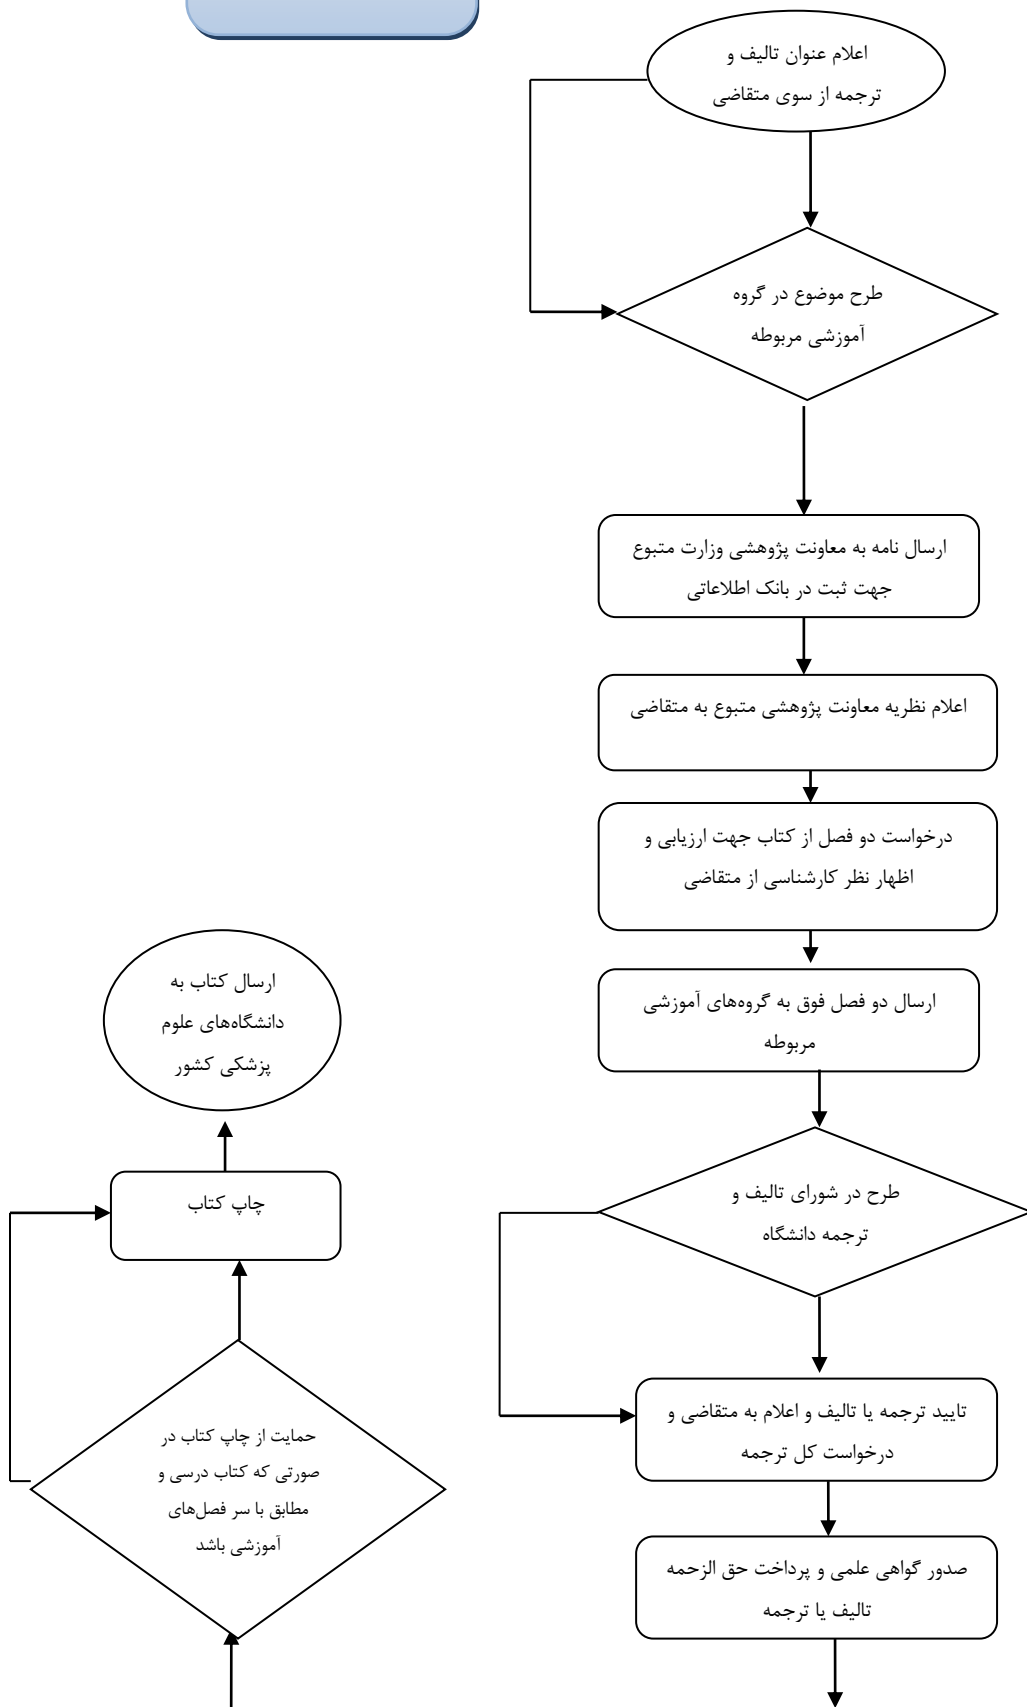 اعلام عنوان تالیف و
ترجمه از سوی متقاضی
طرح موضوع در گروه
آموزشی مربوطه
ارسال نامه به معاونت پژوهشی وزارت متبوع
جهت ثبت در بانک اطلاعاتی
اعلام نظریه معاونت پژوهشی متبوع به متقاضی
درخواست دو فصل از کتاب جهت ارزیابی و
اظهار نظر کارشناسی از متقاضی
ارسال دو فصل فوق به گروه‌های آموزشی
مربوطه
طرح در شورای تالیف و
ترجمه دانشگاه
تایید ترجمه یا تالیف و اعلام به متقاضی و
درخواست کل ترجمه
صدور گواهی علمی و پرداخت حق الزحمه
تالیف یا ترجمه
حمایت از چاپ کتاب در
صورتی که کتاب درسی و
مطابق با سر فصل‌های
آموزشی باشد
چاپ کتاب
ارسال کتاب به
دانشگاه‌های علوم
پزشکی کشور